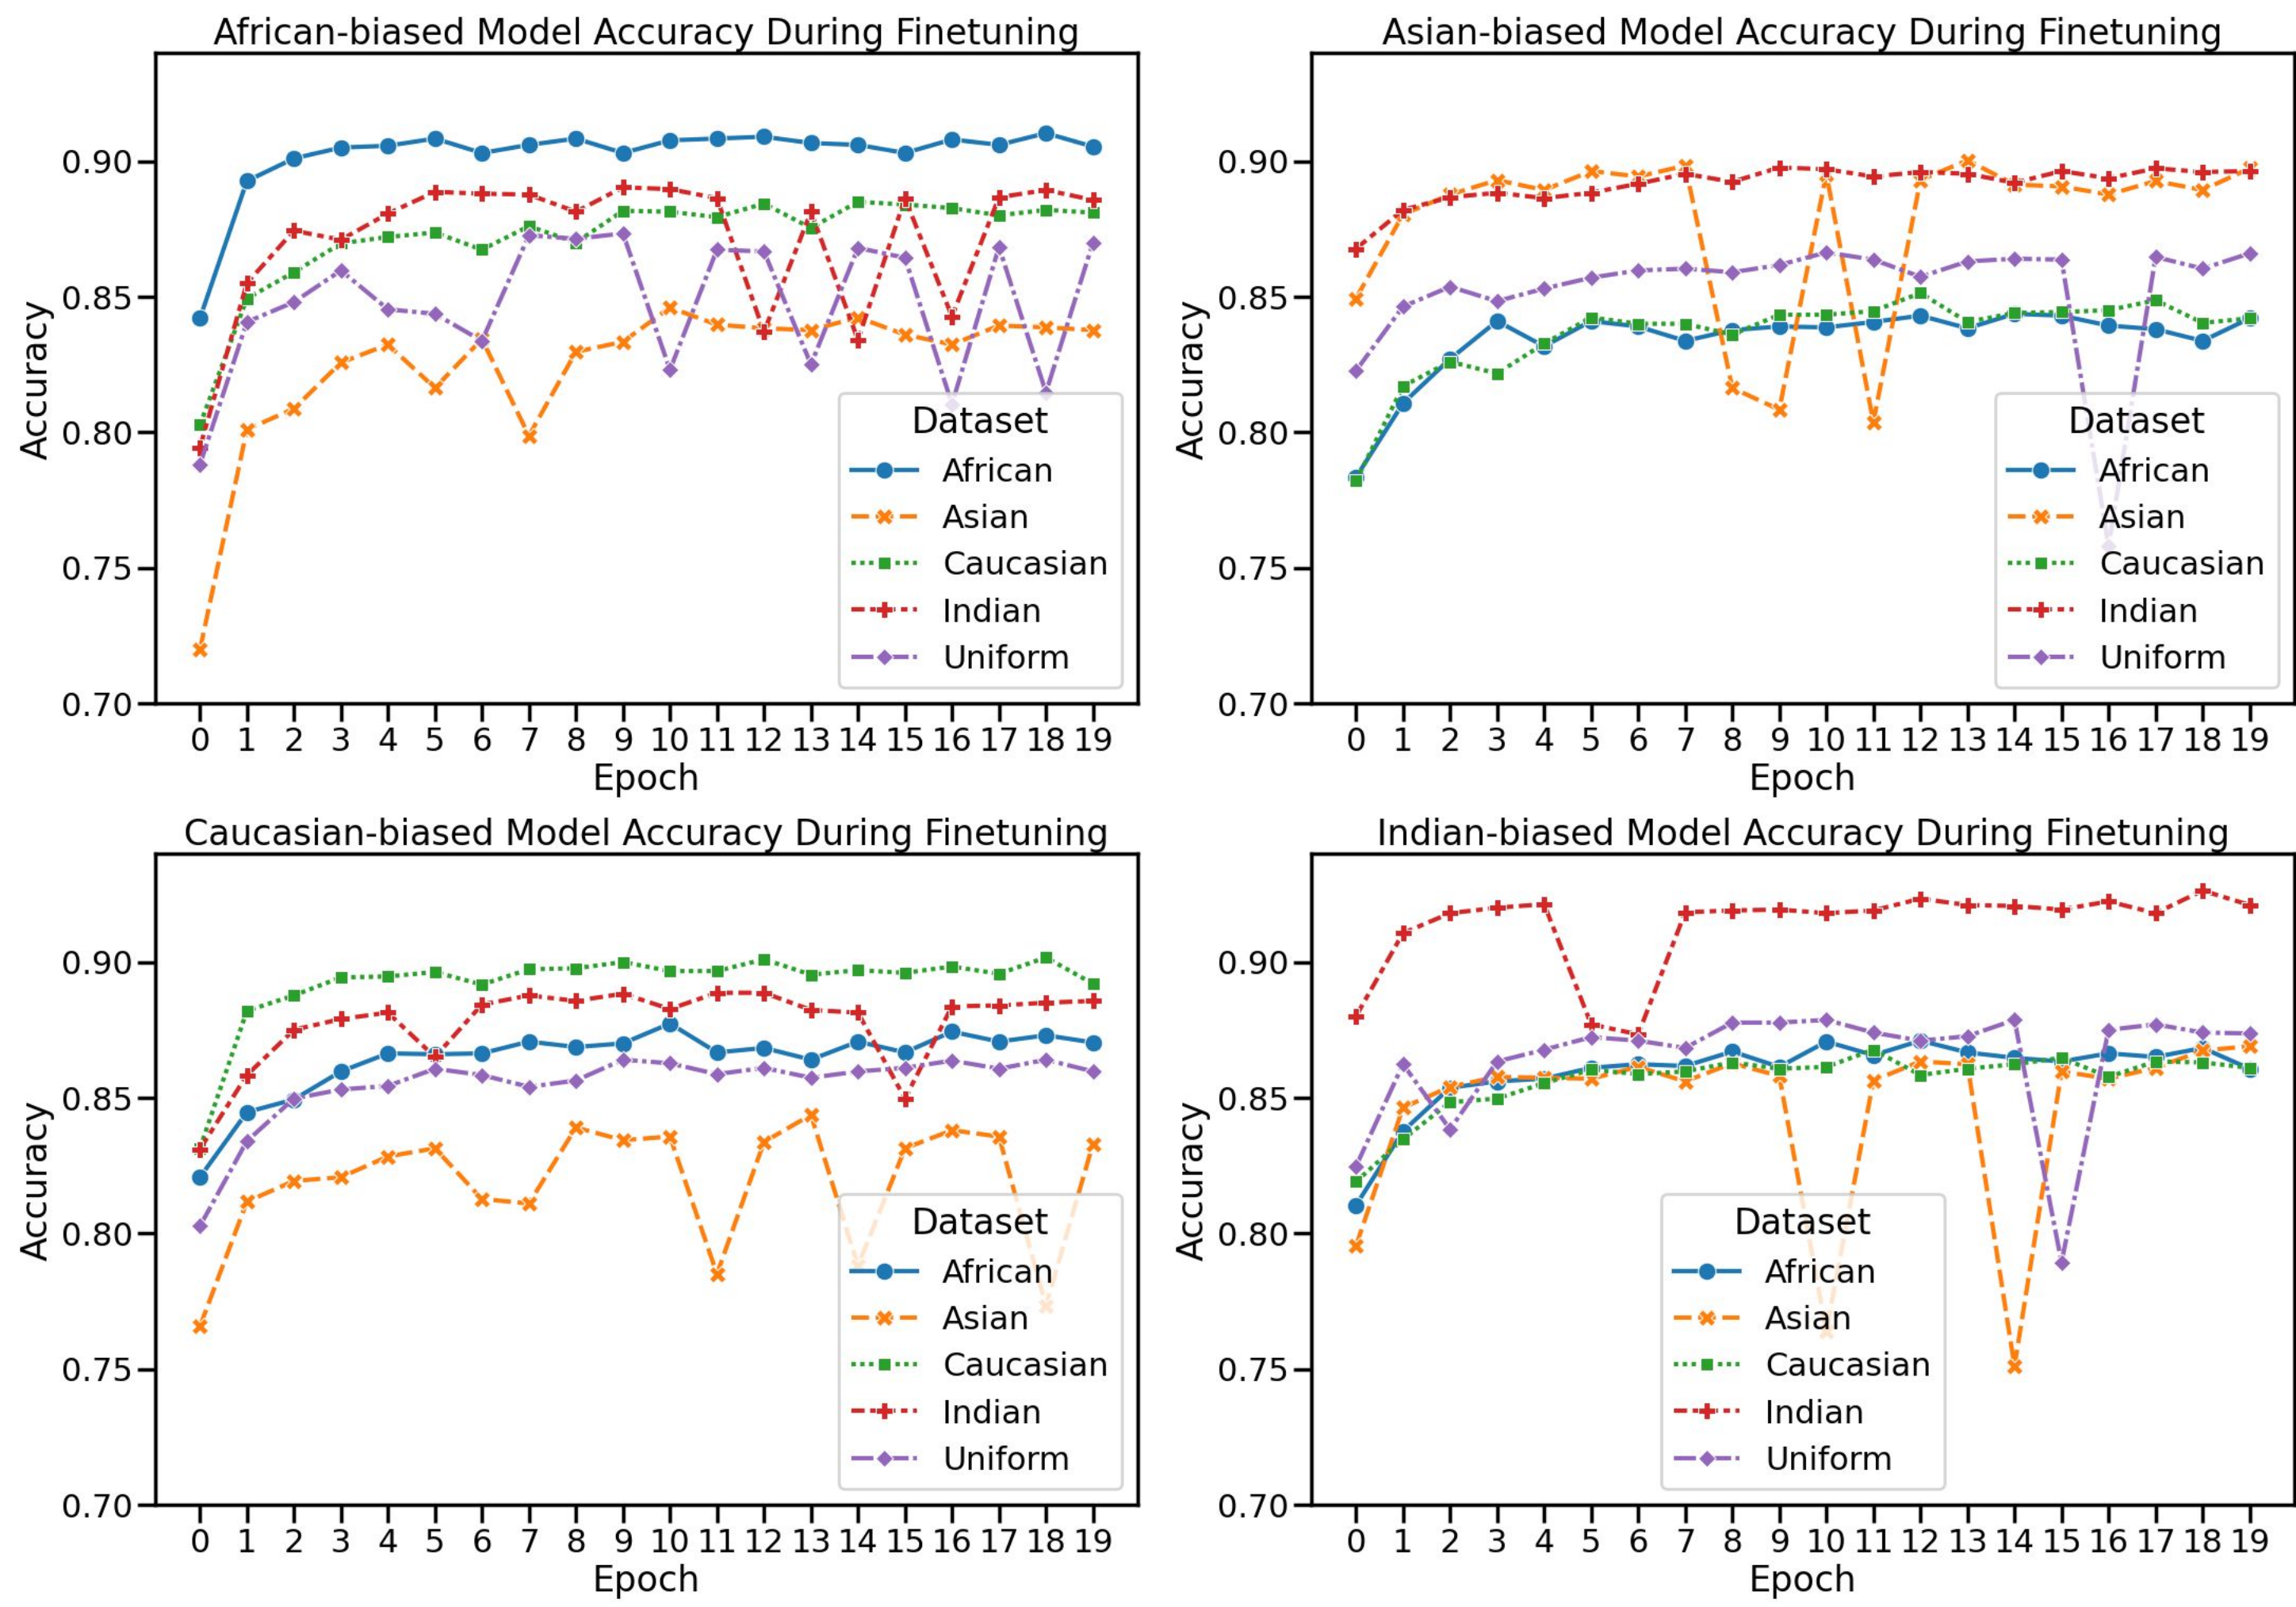 African-biased Model Accuracy During Finetuning
Accuracy
0.90
0.85
0.80
0.75
0.70
0 1 2 3 4 5 6 7 8 9 10 11 12 13 14 15 16 17 18 19
Epoch
Dataset
African
Asian
Caucasian
Indian
Uniform
Asian-biased Model Accuracy During Finetuning
Accuracy
0.90
0.85
0.80
0.75
0.70
0 1 2 3 4 5 6 7 8 9 10 11 12 13 14 15 16 17 18 19
Epoch
Dataset
African
Asian
Caucasian
Indian
Uniform
Caucasian-biased Model Accuracy During Finetuning
Accuracy
0.90
0.85
0.80
0.75
0.70
0 1 2 3 4 5 6 7 8 9 10 11 12 13 14 15 16 17 18 19
Epoch
Dataset
African
Asian
Caucasian
Indian
Uniform
Indian-biased Model Accuracy During Finetuning
Accuracy
0.90
0.85
0.80
0.75
0.70
0 1 2 3 4 5 6 7 8 9 10 11 12 13 14 15 16 17 18 19
Epoch
Dataset
African
Asian
Caucasian
Indian
Uniform